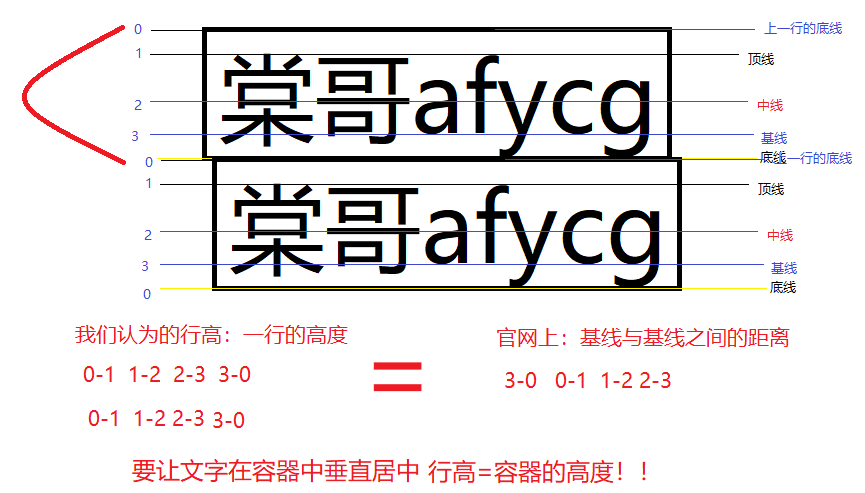 0 上一行的底线
1 顶线
棠哥afycg
2 中线
3 基线
0 底线 上一行的底线
1 顶线
棠哥afycg
2 中线
3 基线
0 底线
我们认为的行高：一行的高度
0-1 1-2 2-3 3-0
0-1 1-2 2-3 3-0
=
官网上：基线与基线之间的距离
3-0 0-1 1-2 2-3
要让文字在容器中垂直居中 行高=容器的高度！！